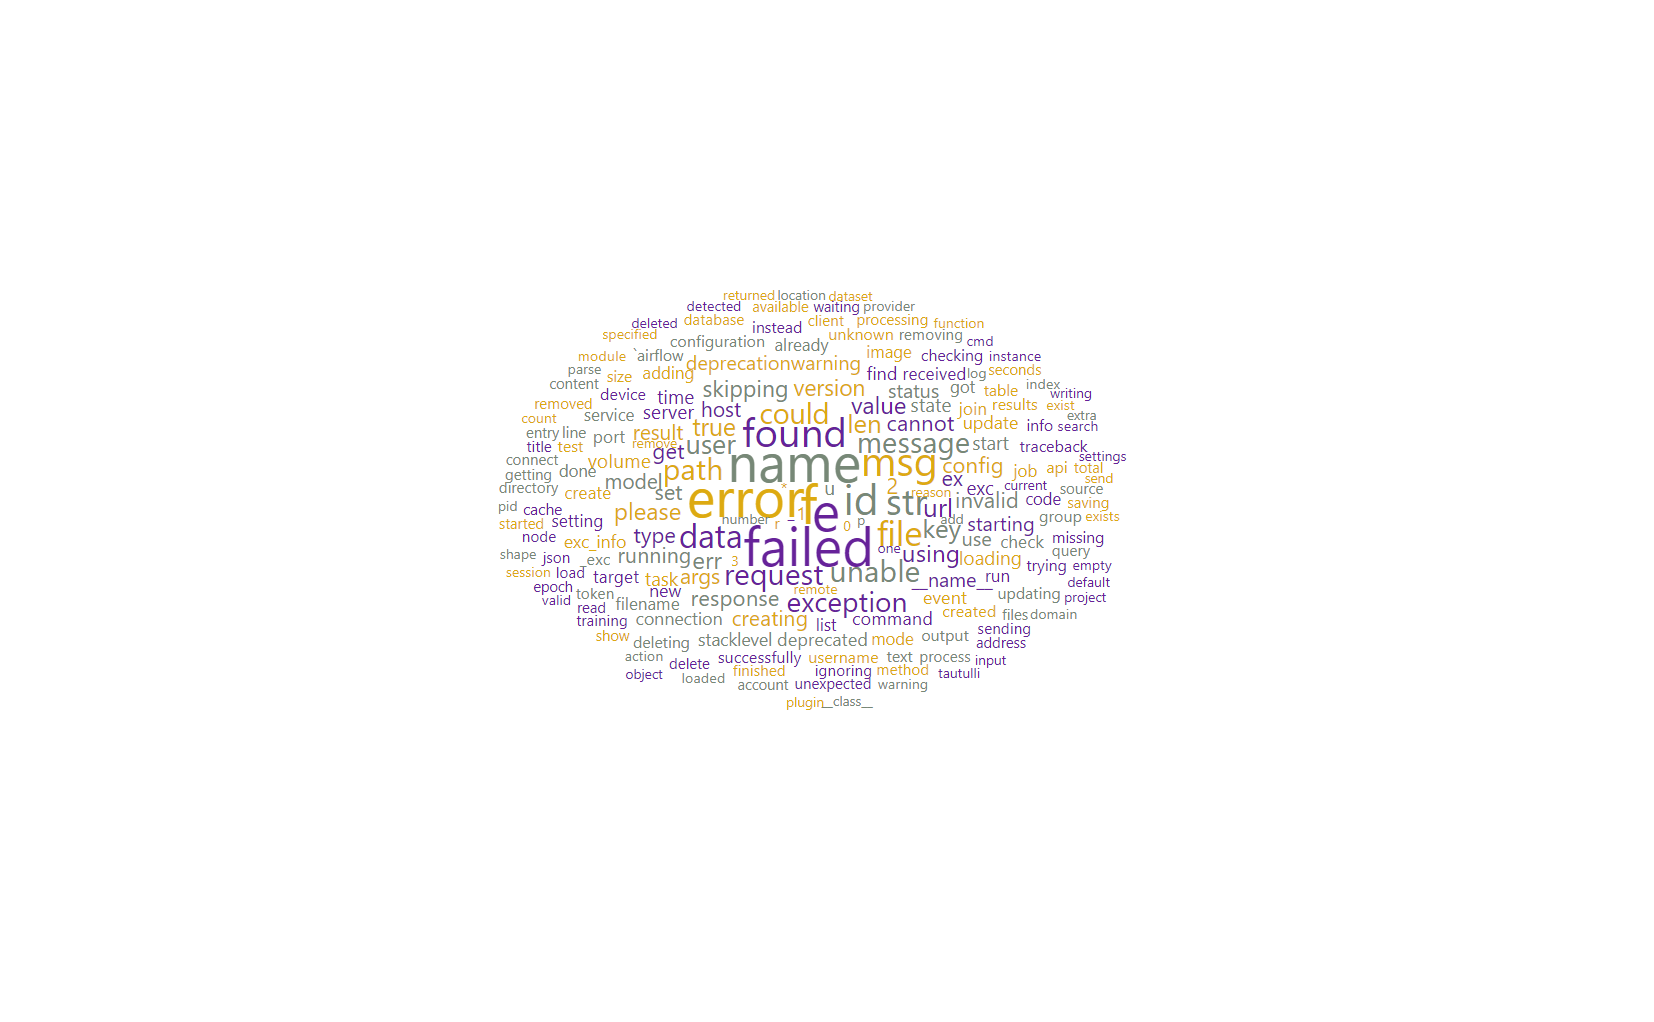 returned location dataset
detected available waiting provider
deleted database instead client processing function
specified configuration already unknown removing cmd
module `airflow deprecationwarning image checking instance
parse size adding skipping version find received log seconds
content device time status got table index writing
removed service server host could value state join results exist
count entry line port result true found len cannot update info search extra
title test remove get user message start traceback
connect volume path name msg config job api total settings
getting done model error f e id str ex exc current source send
directory create set * u 2 reason url invalid code saving
pid cache please number r _ 1 0 p add key starting group exists
started setting type data failed file use check missing
node exc_info running err 3 one using loading query
shape json _exc request unable trying empty
session load target task args __name__ run default
epoch token new remote exception event updating project
valid read filename response created files domain
training connection creating list command sending
show deleting stacklevel deprecated mode output address
action delete successfully username text process input
object loaded finished ignoring method tautulli
account unexpected warning
plugin __class__